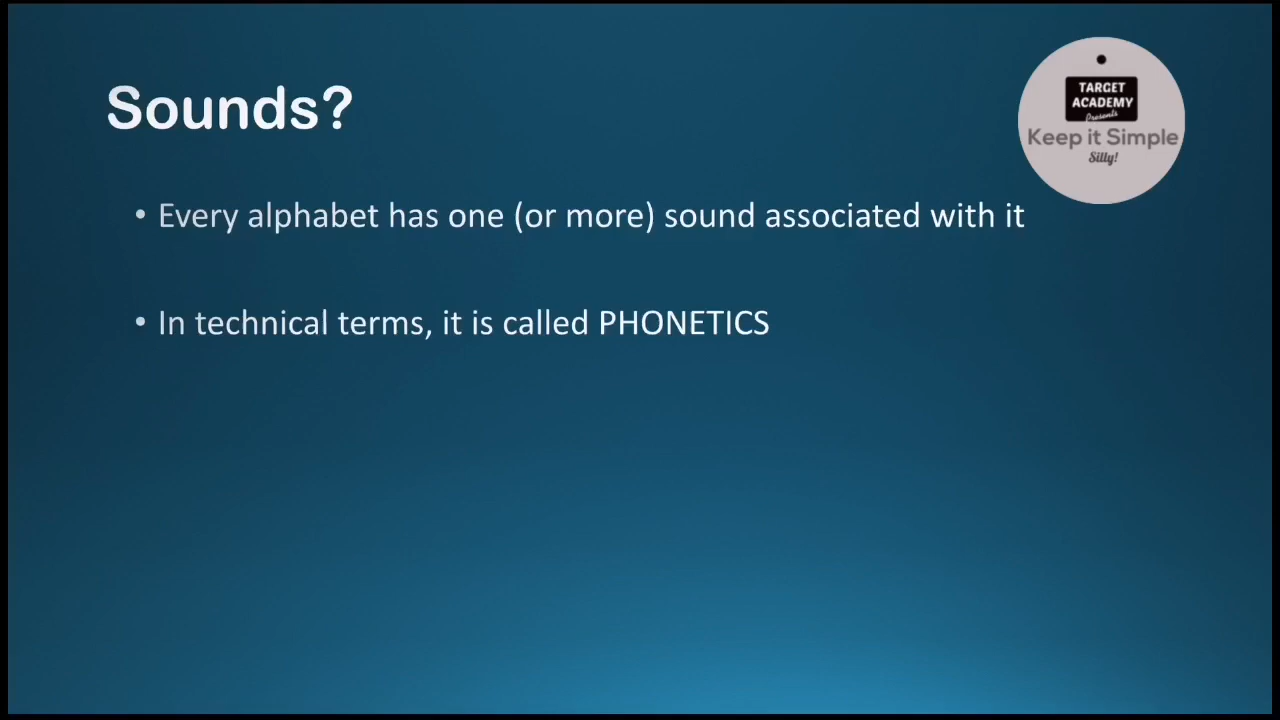 Sounds?
TARGET
ACADEMY
Presents
Keep it Simple
Silly!
• Every alphabet has one (or more) sound associated with it
• In technical terms, it is called PHONETICS